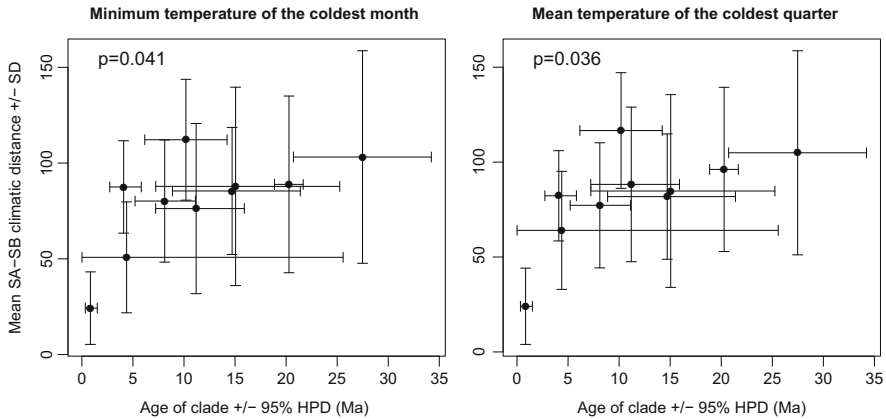 Minimum temperature of the coldest month
p=0.041
Mean SA−SB climatic distance +/− SD
150
100
50
0
0 5 10 15 20 25 30 35
Age of clade +/− 95% HPD (Ma)
Mean temperature of the coldest quarter
p=0.036
150
100
50
0
0 5 10 15 20 25 30 35
Age of clade +/− 95% HPD (Ma)